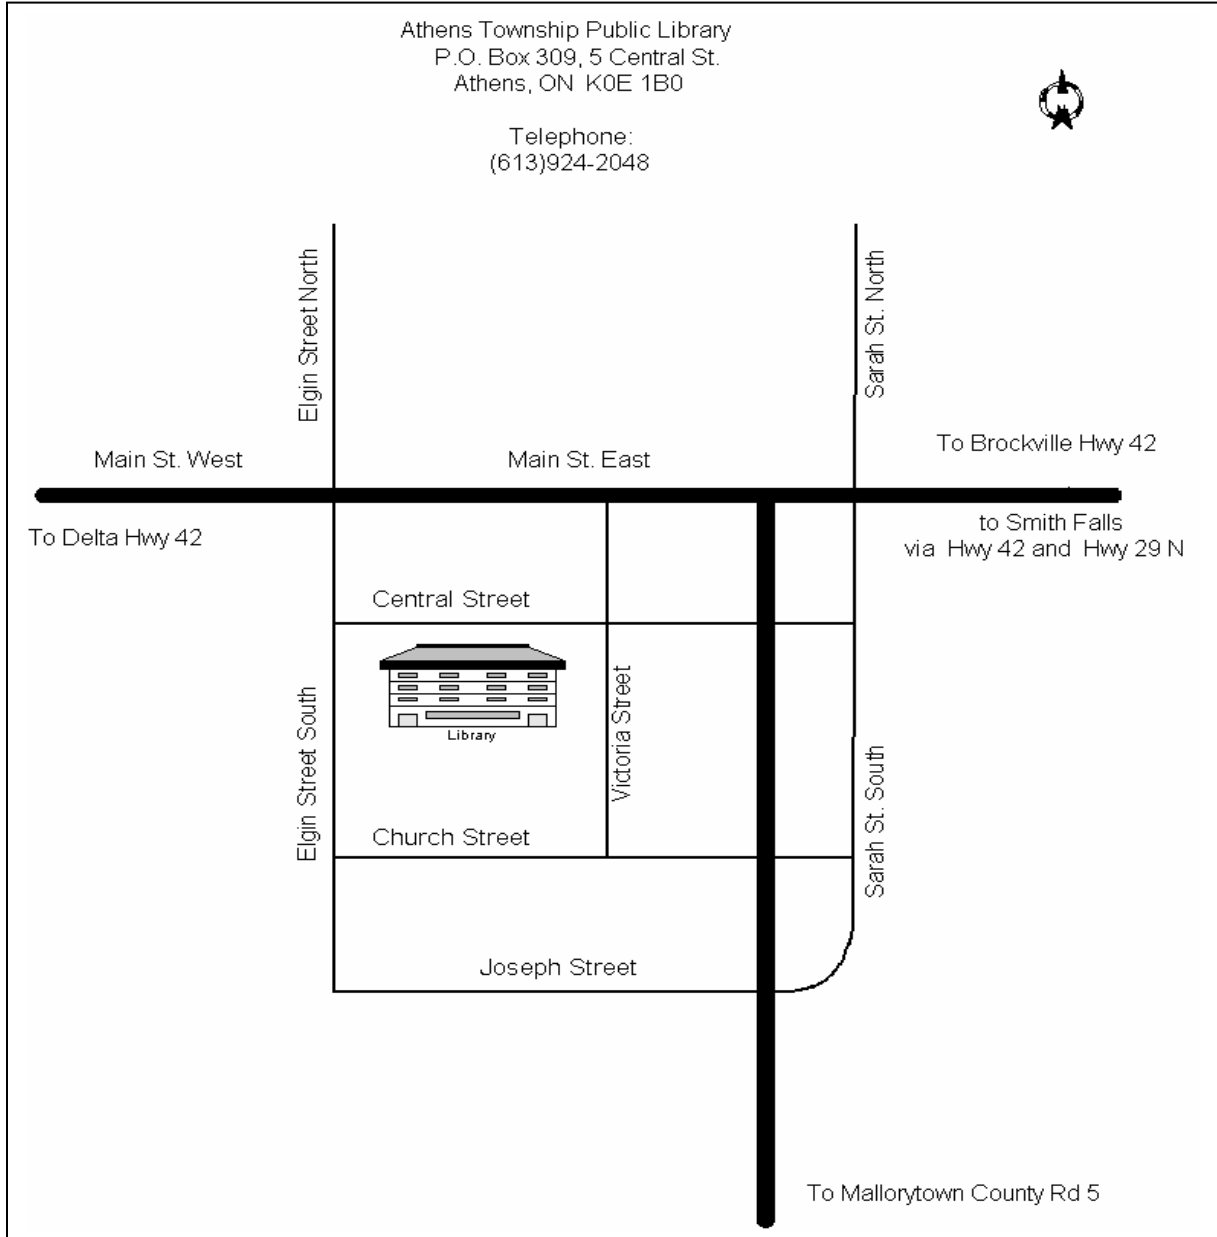 Athens Township Public Library
P.O. Box 309, 5 Central St.
Athens, ON K0E 1B0
Telephone:
(613)924-2048
Elgin Street North
Sarah St. North
Main St. West
Main St. East
To Brockville Hwy 42
To Delta Hwy 42
to Smith Falls
via Hwy 42 and Hwy 29 N
Central Street
Library
Elgin Street South
Victoria Street
Sarah St. South
Church Street
Joseph Street
To Mallorytown County Rd 5